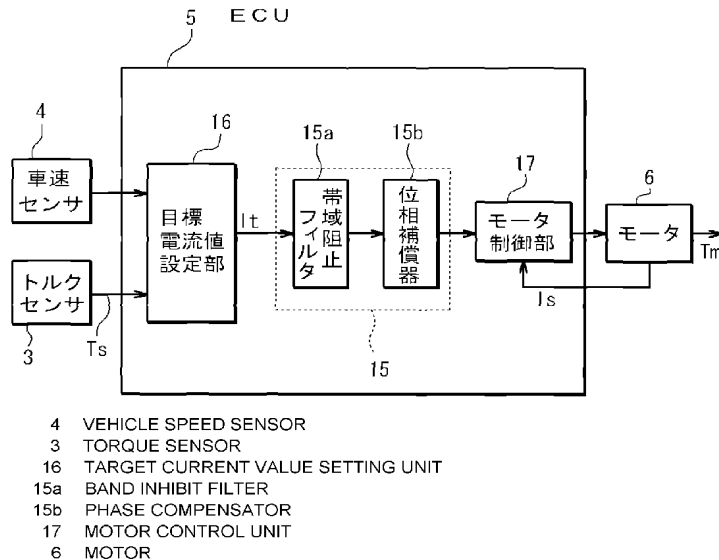 5
ECU
4
16
15a
15b
17
6
車速
センサ
目標
電流値
設定部
It
帯域阻止
フィルタ
位相補償器
モータ
制御部
モータ
Tm
トルク
センサ
Is
3
Ts
15
4 VEHICLE SPEED SENSOR
3 TORQUE SENSOR
16 TARGET CURRENT VALUE SETTING UNIT
15a BAND INHIBIT FILTER
15b PHASE COMPENSATOR
17 MOTOR CONTROL UNIT
6 MOTOR